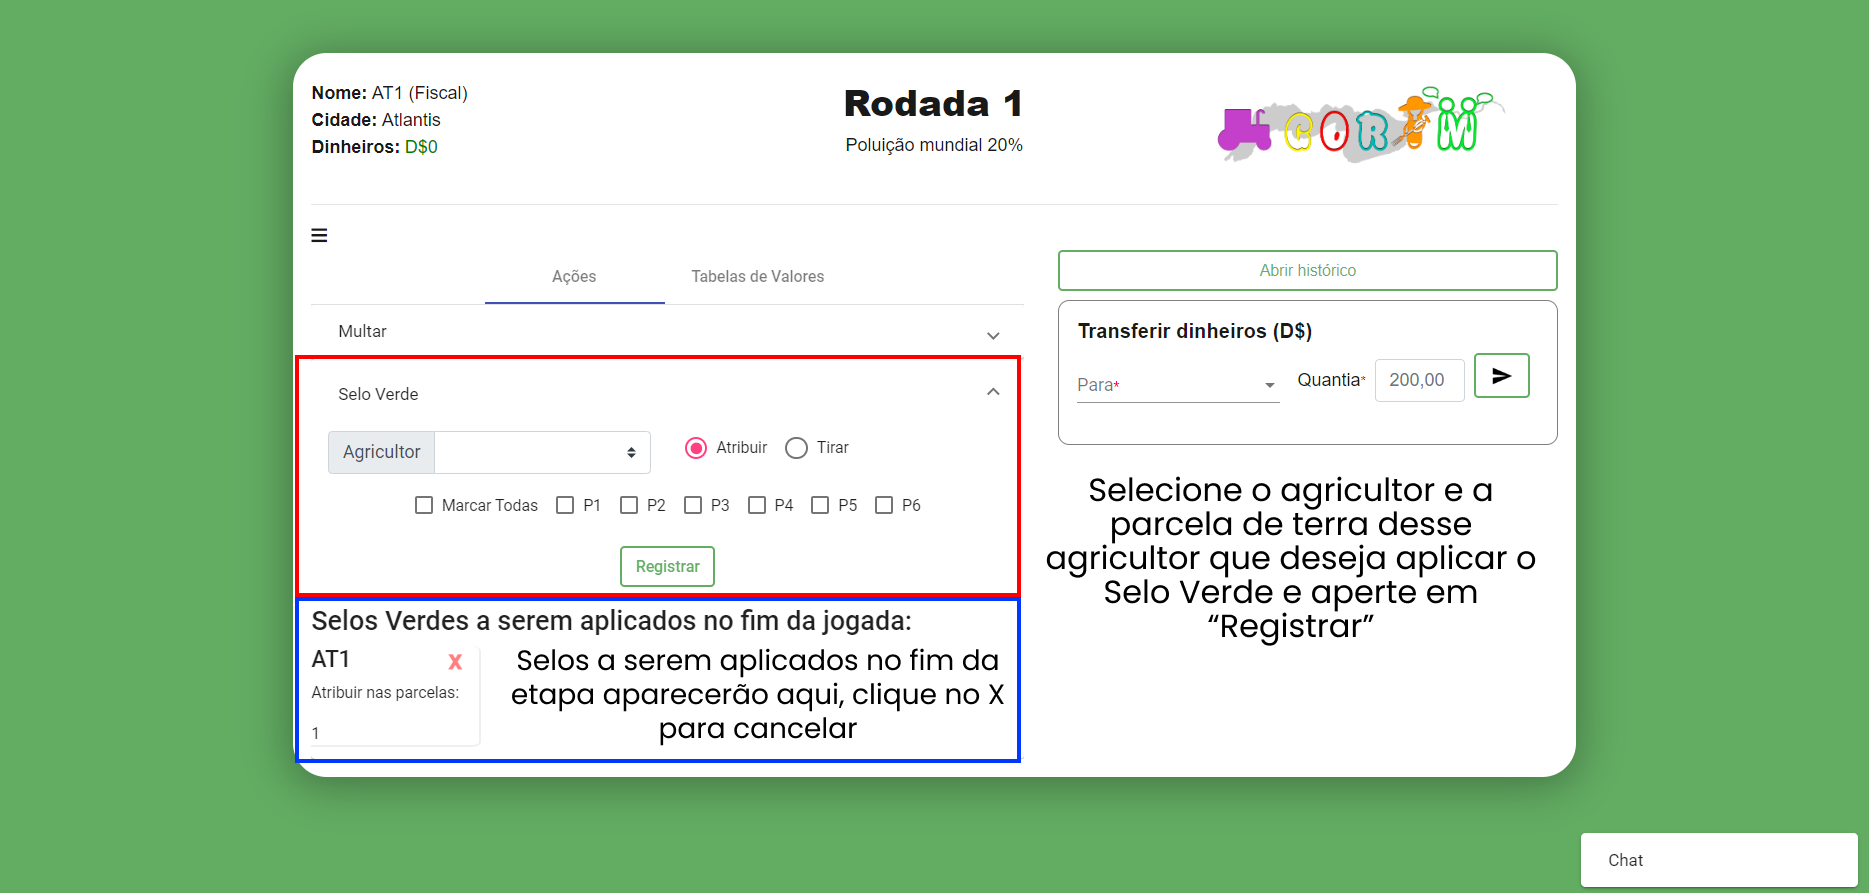 Nome: AT1 (Fiscal)
Cidade: Atlantis
Dinheiros: D$0
Rodada 1
Poluição mundial 20%
CORIM
Ações
Tabelas de Valores
Multar
Selo Verde
Agricultor
Atribuir
Tirar
Marcar Todas
P1
P2
P3
P4
P5
P6
Registrar
Selos Verdes a serem aplicados no fim da jogada:
AT1
X
Atribuir nas parcelas:
1
Selos a serem aplicados no fim da
etapa aparecerão aqui, clique no X
para cancelar
Abrir histórico
Transferir dinheiros (D$)
Para*
Quantia*
200,00
Selecione o agricultor e a
parcela de terra desse
agricultor que deseja aplicar o
Selo Verde e aperte em
“Registrar”
Chat